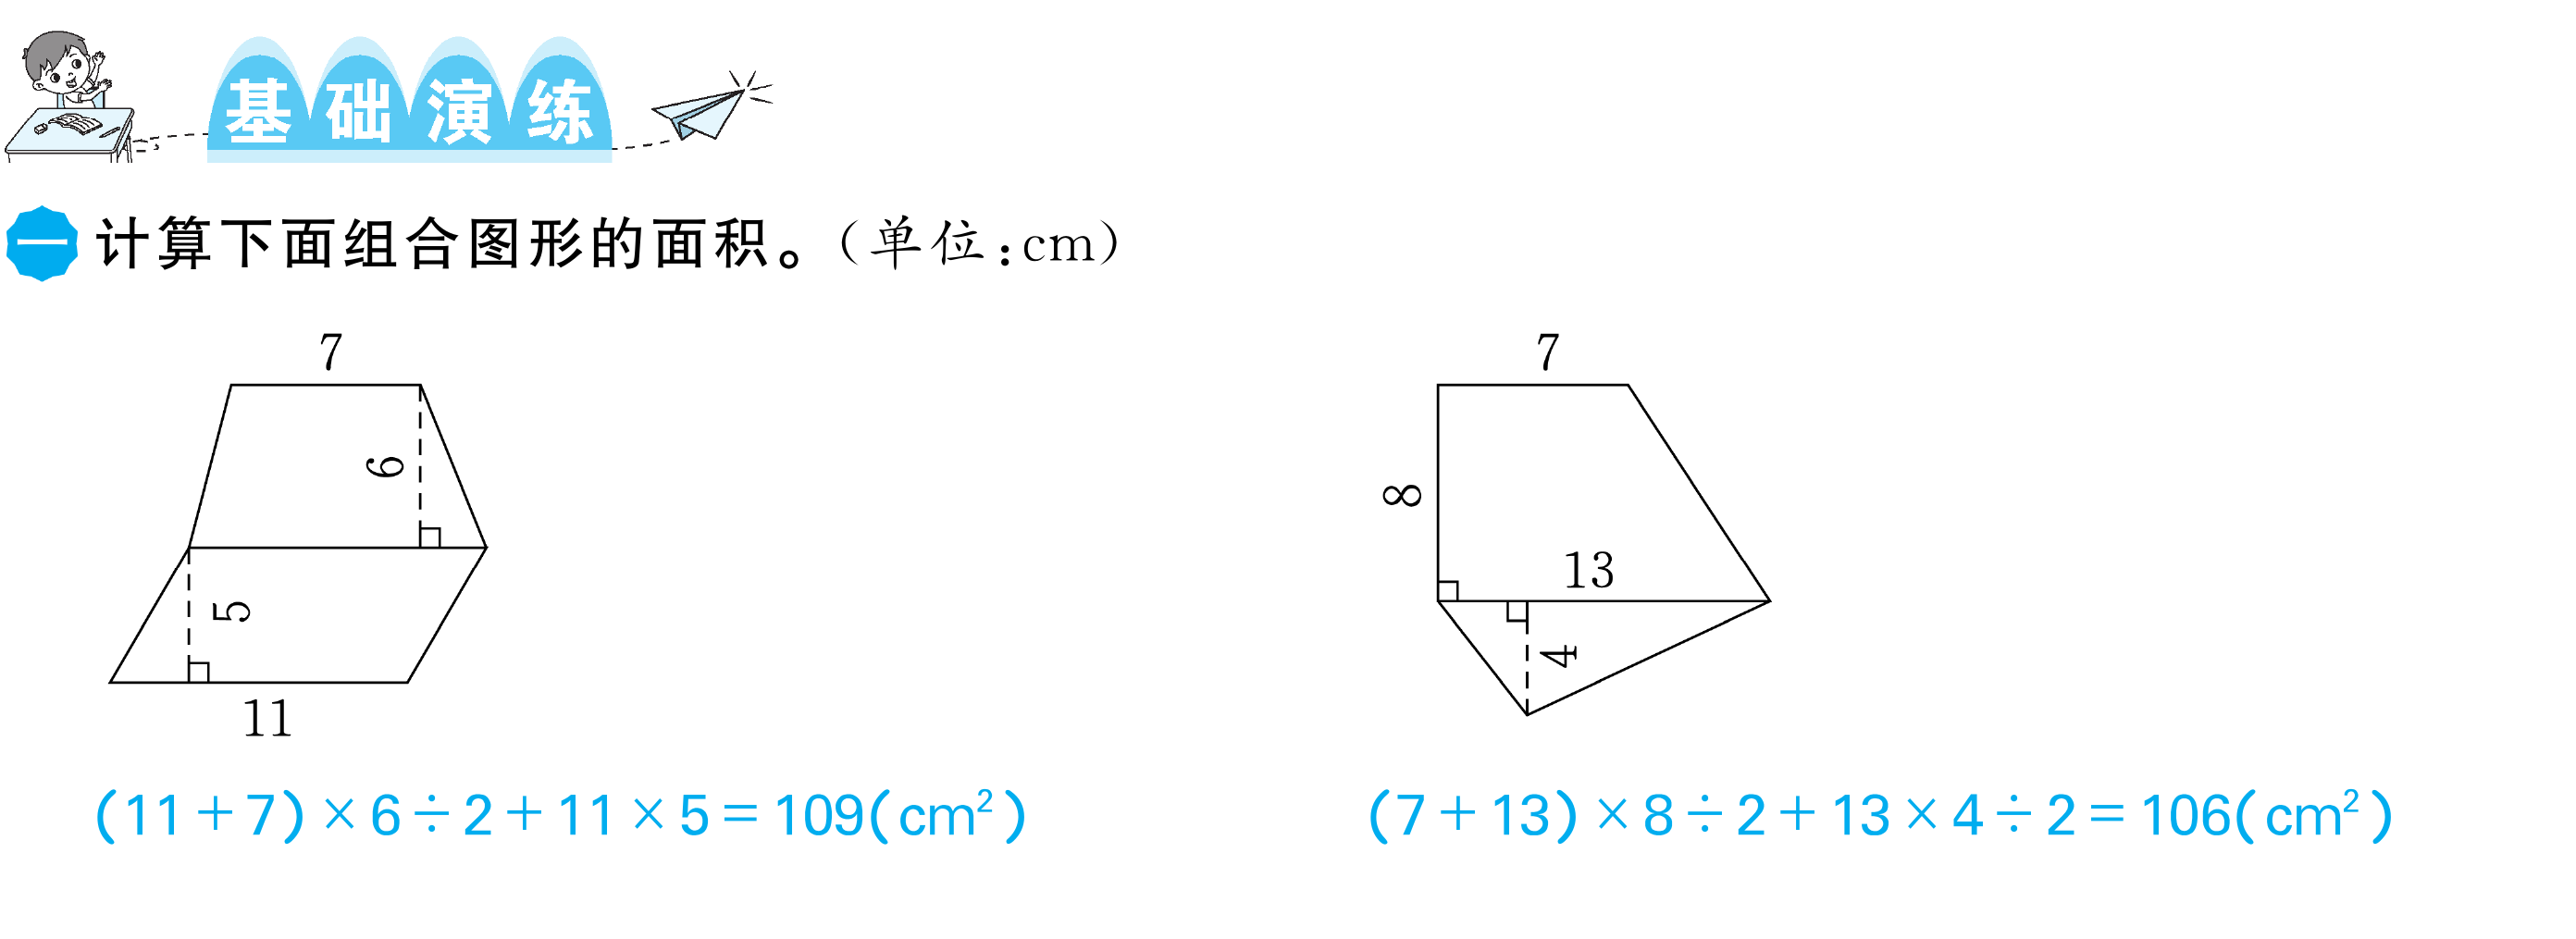 基础演练
一 计算下面组合图形的面积。(单位:cm)
7
6
5
11
7
8
13
4
(11+7)×6÷2+11×5=109(cm²)
(7+13)×8÷2+13×4÷2=106(cm²)